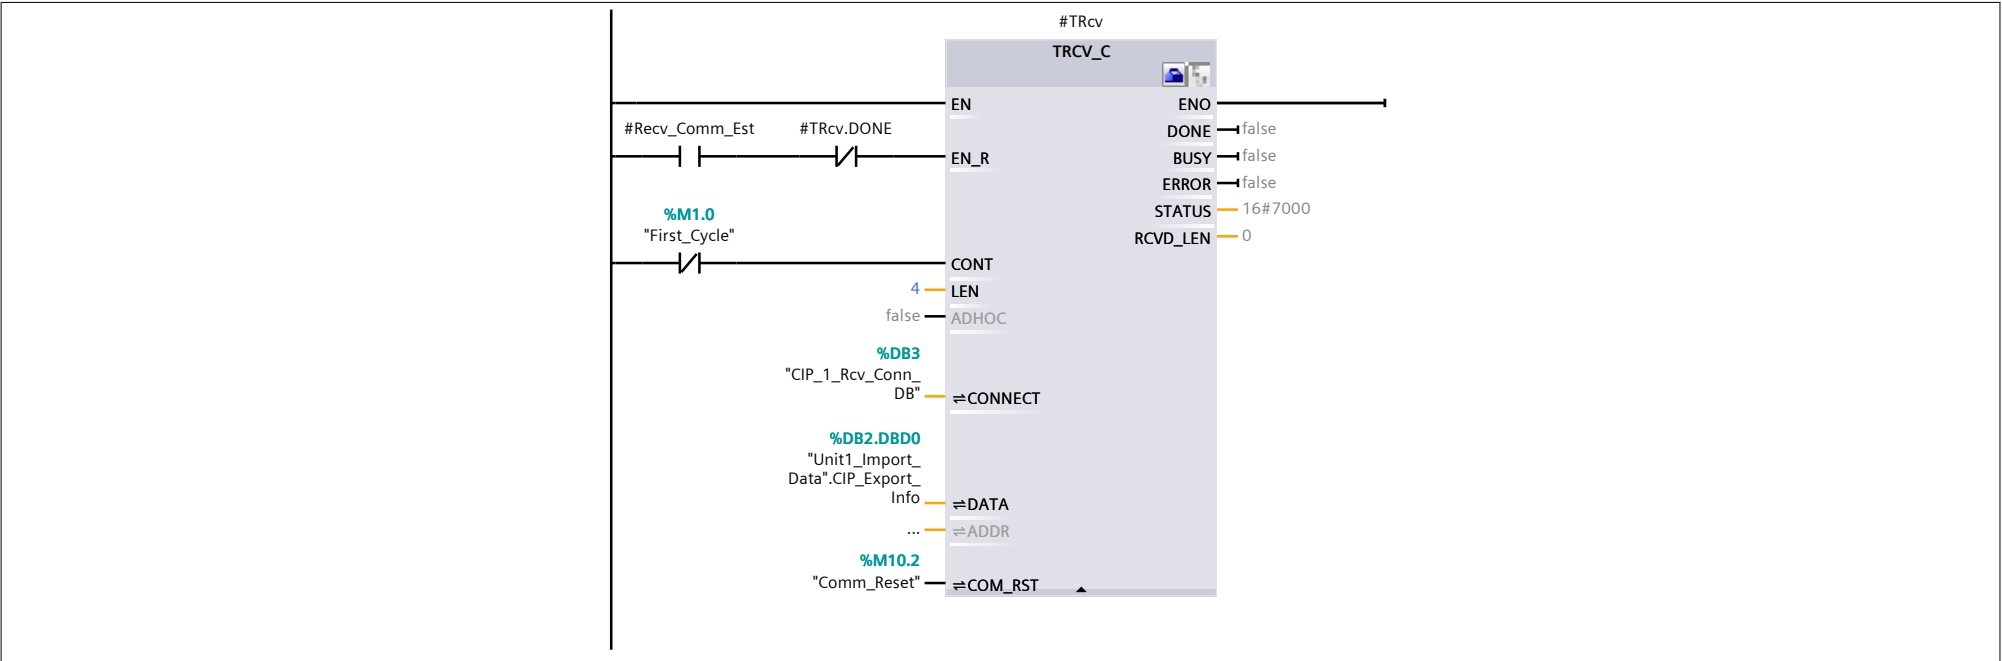 #TRcv
TRCV_C
EN
ENO
#Recv_Comm_Est
#TRcv.DONE
DONE
false
EN_R
BUSY
false
ERROR
false
%M1.0
STATUS
16#7000
"First_Cycle"
RCVD_LEN
0
CONT
4
LEN
false
ADHOC
%DB3
"CIP_1_Rcv_Conn_
DB"
⇌CONNECT
%DB2.DBD0
"Unit1_Import_
Data".CIP_Export_
Info
⇌DATA
...
⇌ADDR
%M10.2
"Comm_Reset"
⇌COM_RST